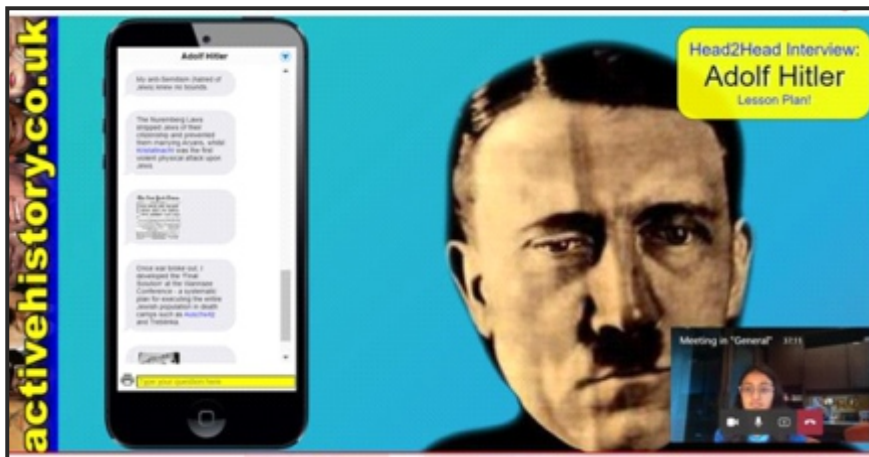 activehistory.co.uk
Adolf Hitler
My anti-Semitism (hatred of
Jews) knew no bounds.
The Nuremberg Laws
stripped Jews of their
citizenship and prevented
them marrying Aryans, whilst
Kristallnacht was the first
violent physical attack upon
Jews.
Once war broke out, I
developed the 'Final
Solution' at the Wannsee
Conference - a systematic
plan for executing the entire
Jewish population in death
camps such as Auschwitz
and Treblinka.
Type your question here
Head2Head Interview:
Adolf Hitler
Lesson Plan!
Meeting in "General"
37:11